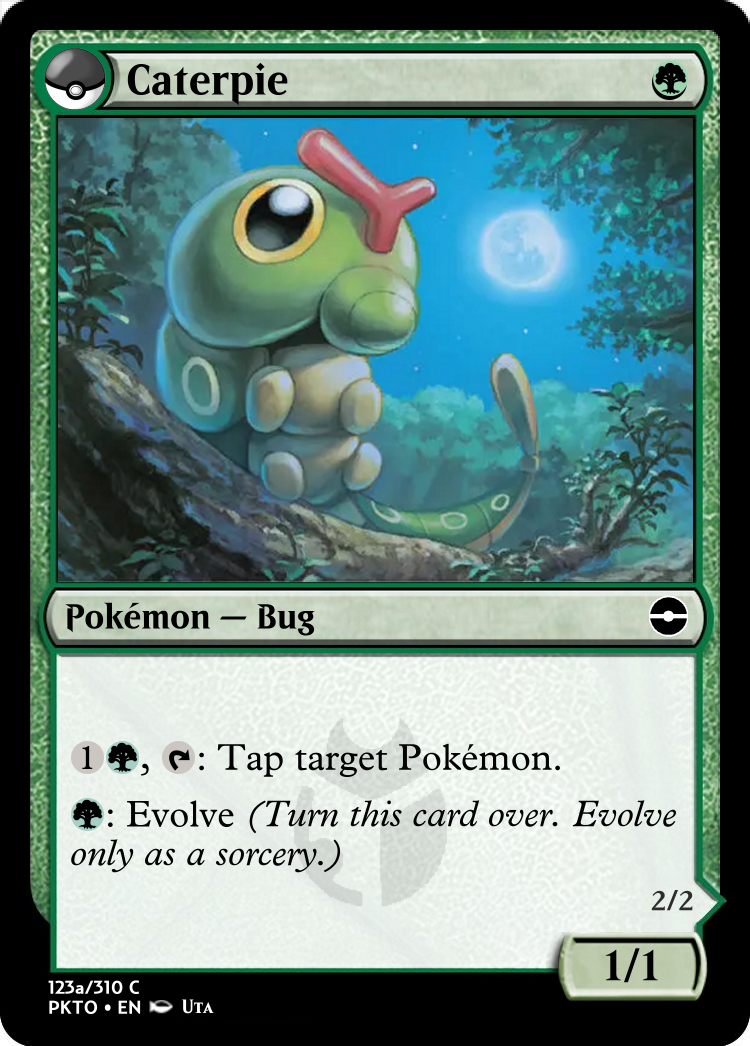 Caterpie
Pokémon — Bug
1, : Tap target Pokémon.
: Evolve (Turn this card over. Evolve
only as a sorcery.)
2/2
1/1
123a/310 C
PKTO • EN Uta